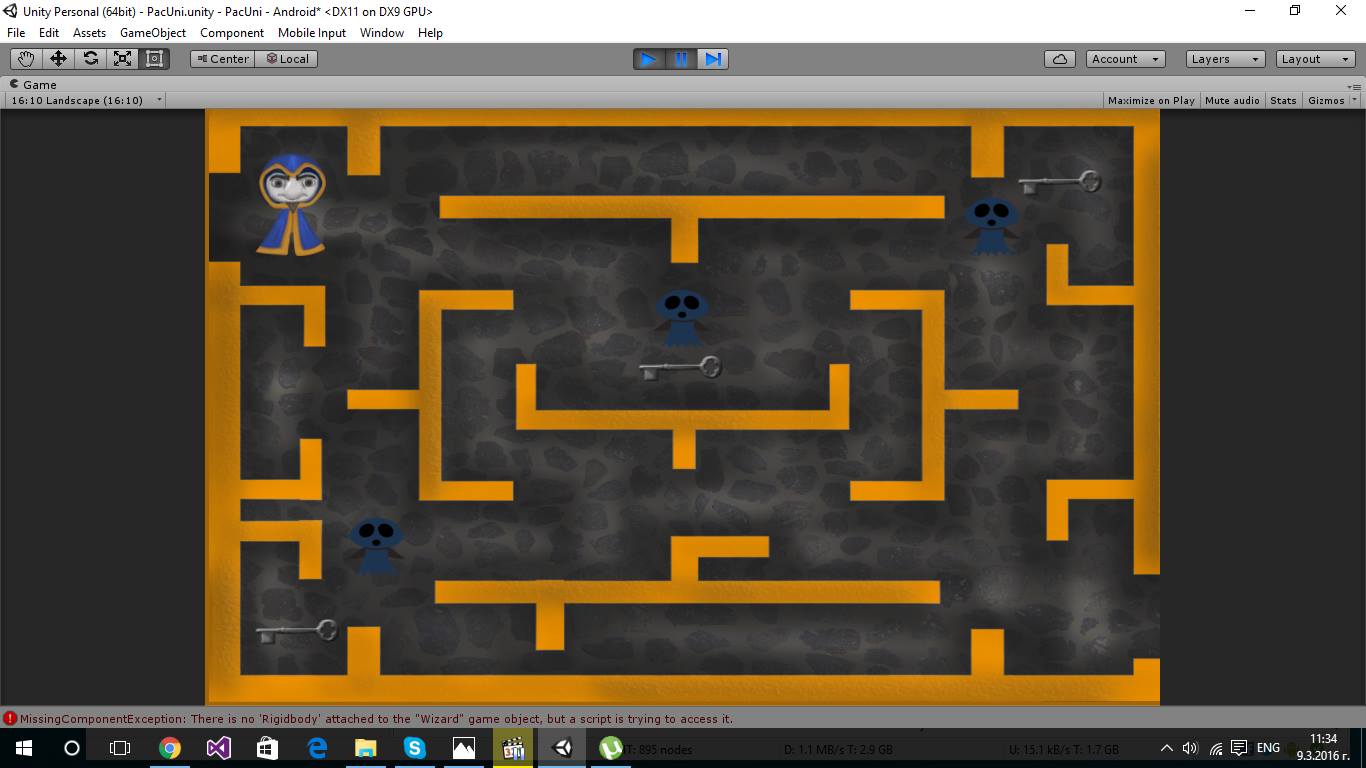 Unity Personal (64bit) - PacUni.unity - PacUni - Android* <DX11 on DX9 GPU>
File Edit Assets GameObject Component Mobile Input Window Help
Center Local Account Layers Layout
Game
16:10 Landscape (16:10) Maximize on Play Mute audio Stats Gizmos
MissingComponentException: There is no 'Rigidbody' attached to the "Wizard" game object, but a script is trying to access it.
T: 895 nodes D: 1.1 MB/s T: 2.9 GB U: 15.1 kB/s T: 1.7 GB ENG 11:34
9.3.2016 г.